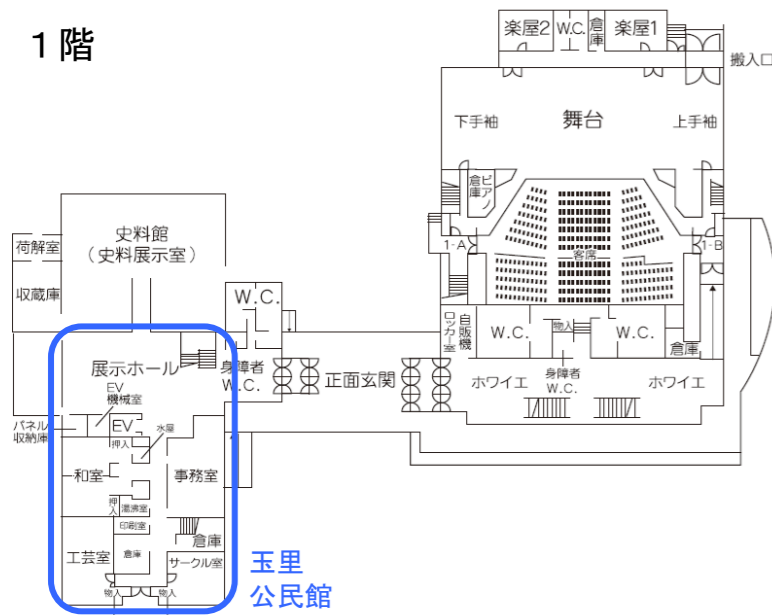 1階
楽屋2
W.C.
倉庫
楽屋1
搬入口
下手袖
舞台
上手袖
ピアノ
倉庫
1-A
客席
1-B
荷解室
史料館
(史料展示室)
収蔵庫
W.C.
ロッカー室
自販機
W.C.
物入
W.C.
倉庫
展示ホール
身障者
W.C.
正面玄関
ホワイエ
身障者
W.C.
ホワイエ
EV
機械室
パネル
収納庫
EV
水屋
押入
和室
事務室
押入
湯沸室
印刷室
工芸室
倉庫
倉庫
サークル室
物入
物入
玉里
公民館